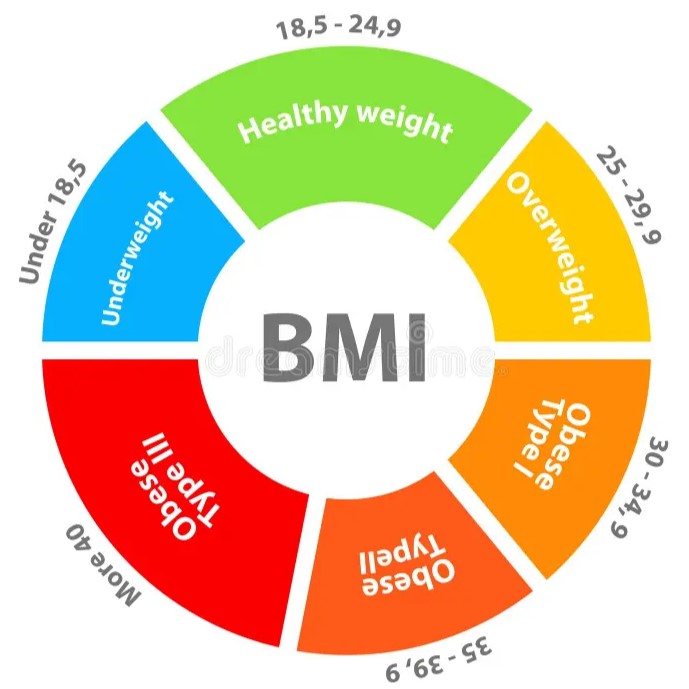 18,5 - 24,9
Healthy weight
25 - 29, 9
Overweight
30 - 34, 9
Obese
Type I
35 - 39, 9
Obese
TypeII
More 40
Obese
Type III
Under 18,5
Underweight
BMI
dreamstime.